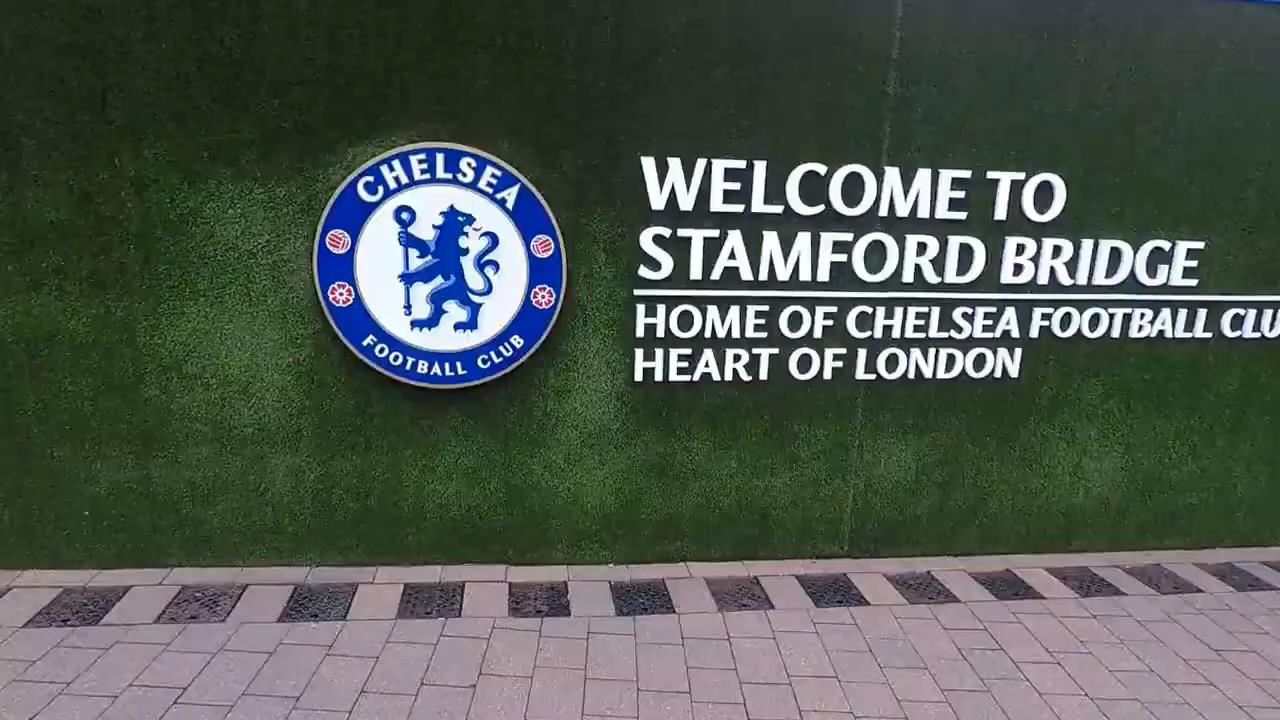 CHELSEA
FOOTBALL CLUB
WELCOME TO
STAMFORD BRIDGE
HOME OF CHELSEA FOOTBALL CLU
HEART OF LONDON